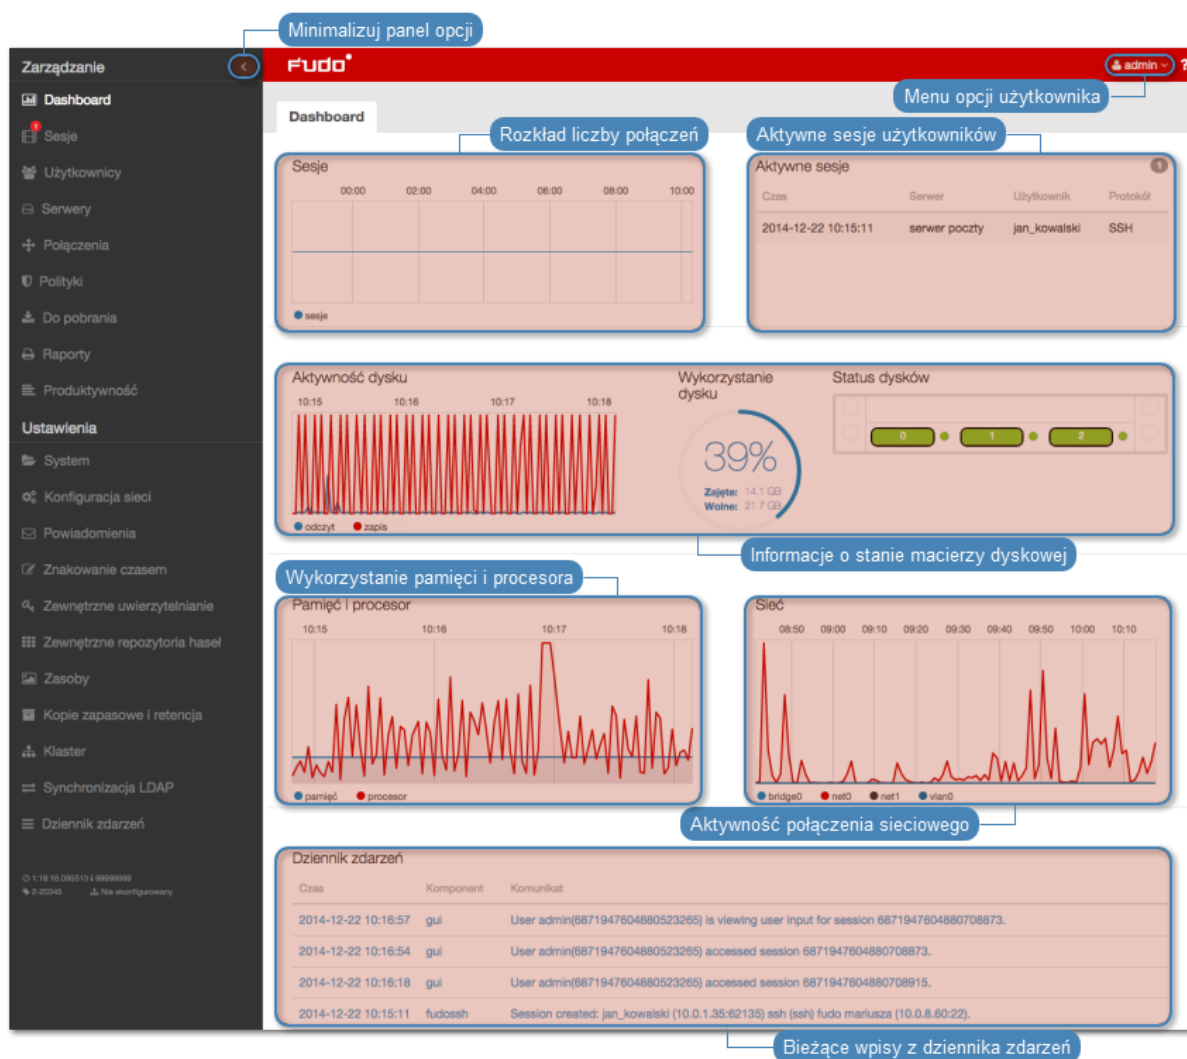 Minimalizuj panel opcji
Zarządzanie
Fudo
admin
?
Menu opcji użytkownika
Dashboard
Sesje
1
Użytkownicy
Serwery
Połączenia
Polityki
Do pobrania
Raporty
Produktywność
Ustawienia
System
Konfiguracja sieci
Powiadomienia
Znakowanie czasem
Zewnętrzne uwierzytelnianie
Zewnętrzne repozytoria haseł
Zasoby
Kopie zapasowe i retencja
Klaster
Synchronizacja LDAP
Dziennik zdarzeń
1:19:16.095513 99999999
2-20345 Nie skonfigurowany
Dashboard
Rozkład liczby połączeń
Aktywne sesje użytkowników
Sesje
00:00 02:00 04:00 06:00 08:00 10:00
sesje
Aktywne sesje 1
Czas Serwer Użytkownik Protokół
2014-12-22 10:15:11 serwer poczty jan_kowalski SSH
Aktywność dysku
10:15 10:16 10:17 10:18
odczyt zapis
Wykorzystanie
dysku
39%
Zajęte: 14.1 GB
Wolne: 21.7 GB
Status dysków
0 1 2
Informacje o stanie macierzy dyskowej
Wykorzystanie pamięci i procesora
Pamięć i procesor
10:15 10:16 10:17 10:18
pamięć procesor
Sieć
08:50 09:00 09:10 09:20 09:30 09:40 09:50 10:00 10:10
bridge0 net0 net1 vlan0
Aktywność połączenia sieciowego
Dziennik zdarzeń
Czas Komponent Komunikat
2014-12-22 10:16:57 gui User admin(6871947604880523265) is viewing user input for session 6871947604880708873.
2014-12-22 10:16:54 gui User admin(6871947604880523265) accessed session 6871947604880708873.
2014-12-22 10:16:18 gui User admin(6871947604880523265) accessed session 6871947604880708915.
2014-12-22 10:15:11 fudossh Session created: jan_kowalski (10.0.1.35:62135) ssh (ssh) fudo mariusza (10.0.8.60:22).
Bieżące wpisy z dziennika zdarzeń